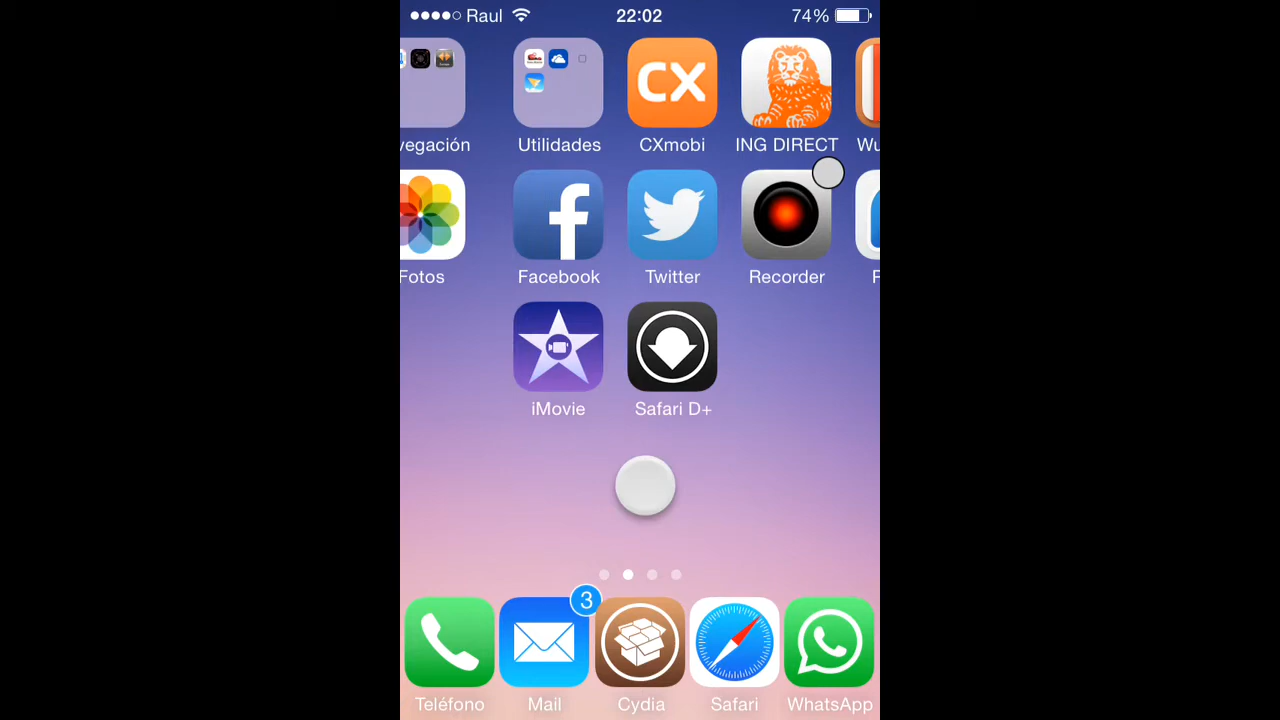 Raul 22:02 74%
vegación Utilidades CXmobi ING DIRECT Wu
CX
Fotos Facebook Twitter Recorder
iMovie Safari D+
3
Teléfono Mail Cydia Safari WhatsApp